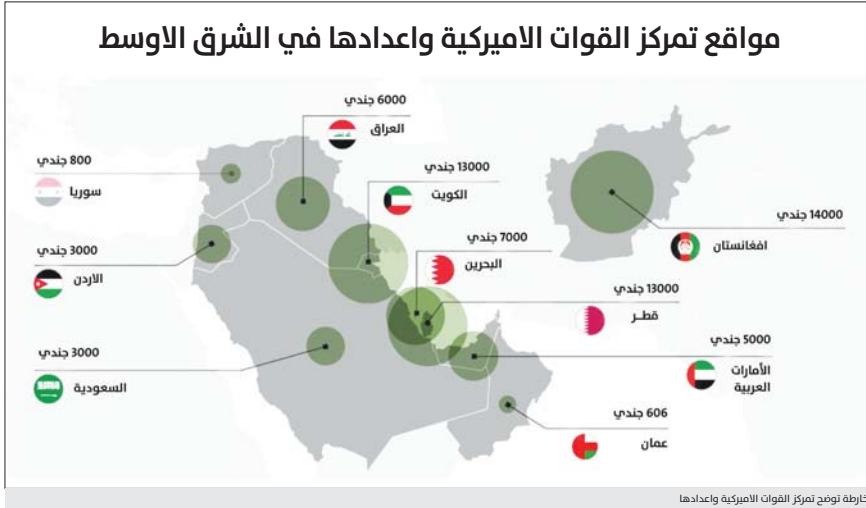 مواقع تمركز القوات الاميركية واعدادها في الشرق الاوسط
6000 جندي
العراق
800 جندي
سوريا
13000 جندي
الكويت
14000 جندي
افغانستان
7000 جندي
البحرين
3000 جندي
الاردن
13000 جندي
قطر
5000 جندي
الأمارات
العربية
3000 جندي
السعودية
606 جندي
عمان
خارطة توضح تمركز القوات الاميركية واعدادها